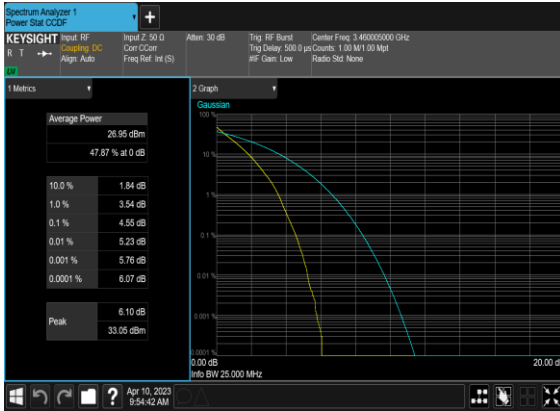 Spectrum Analyzer 1
Power Stat CCDF
+
KEYSIGHT
R T
Input: RF
Coupling: DC
Align: Auto
Input Z: 50 Ω
Corr CCorr
Freq Ref: Int (S)
Atten: 30 dB
Trig: RF Burst
Trig Delay: 500.0 µs
#IF Gain: Low
Center Freq: 3.460005000 GHz
Counts: 1.00 M/1.00 Mpt
Radio Std: None
1 Metrics
Average Power
26.95 dBm
47.87 % at 0 dB
10.0 % 1.84 dB
1.0 % 3.54 dB
0.1 % 4.55 dB
0.01 % 5.23 dB
0.001 % 5.76 dB
0.0001 % 6.07 dB
Peak 6.10 dB
33.05 dBm
2 Graph
Gaussian
100 %
10 %
1 %
0.1 %
0.01 %
0.001 %
0.0001 %
0.00 dB
20.00 d
Info BW 25.000 MHz
?
Apr 10, 2023
9:54:42 AM